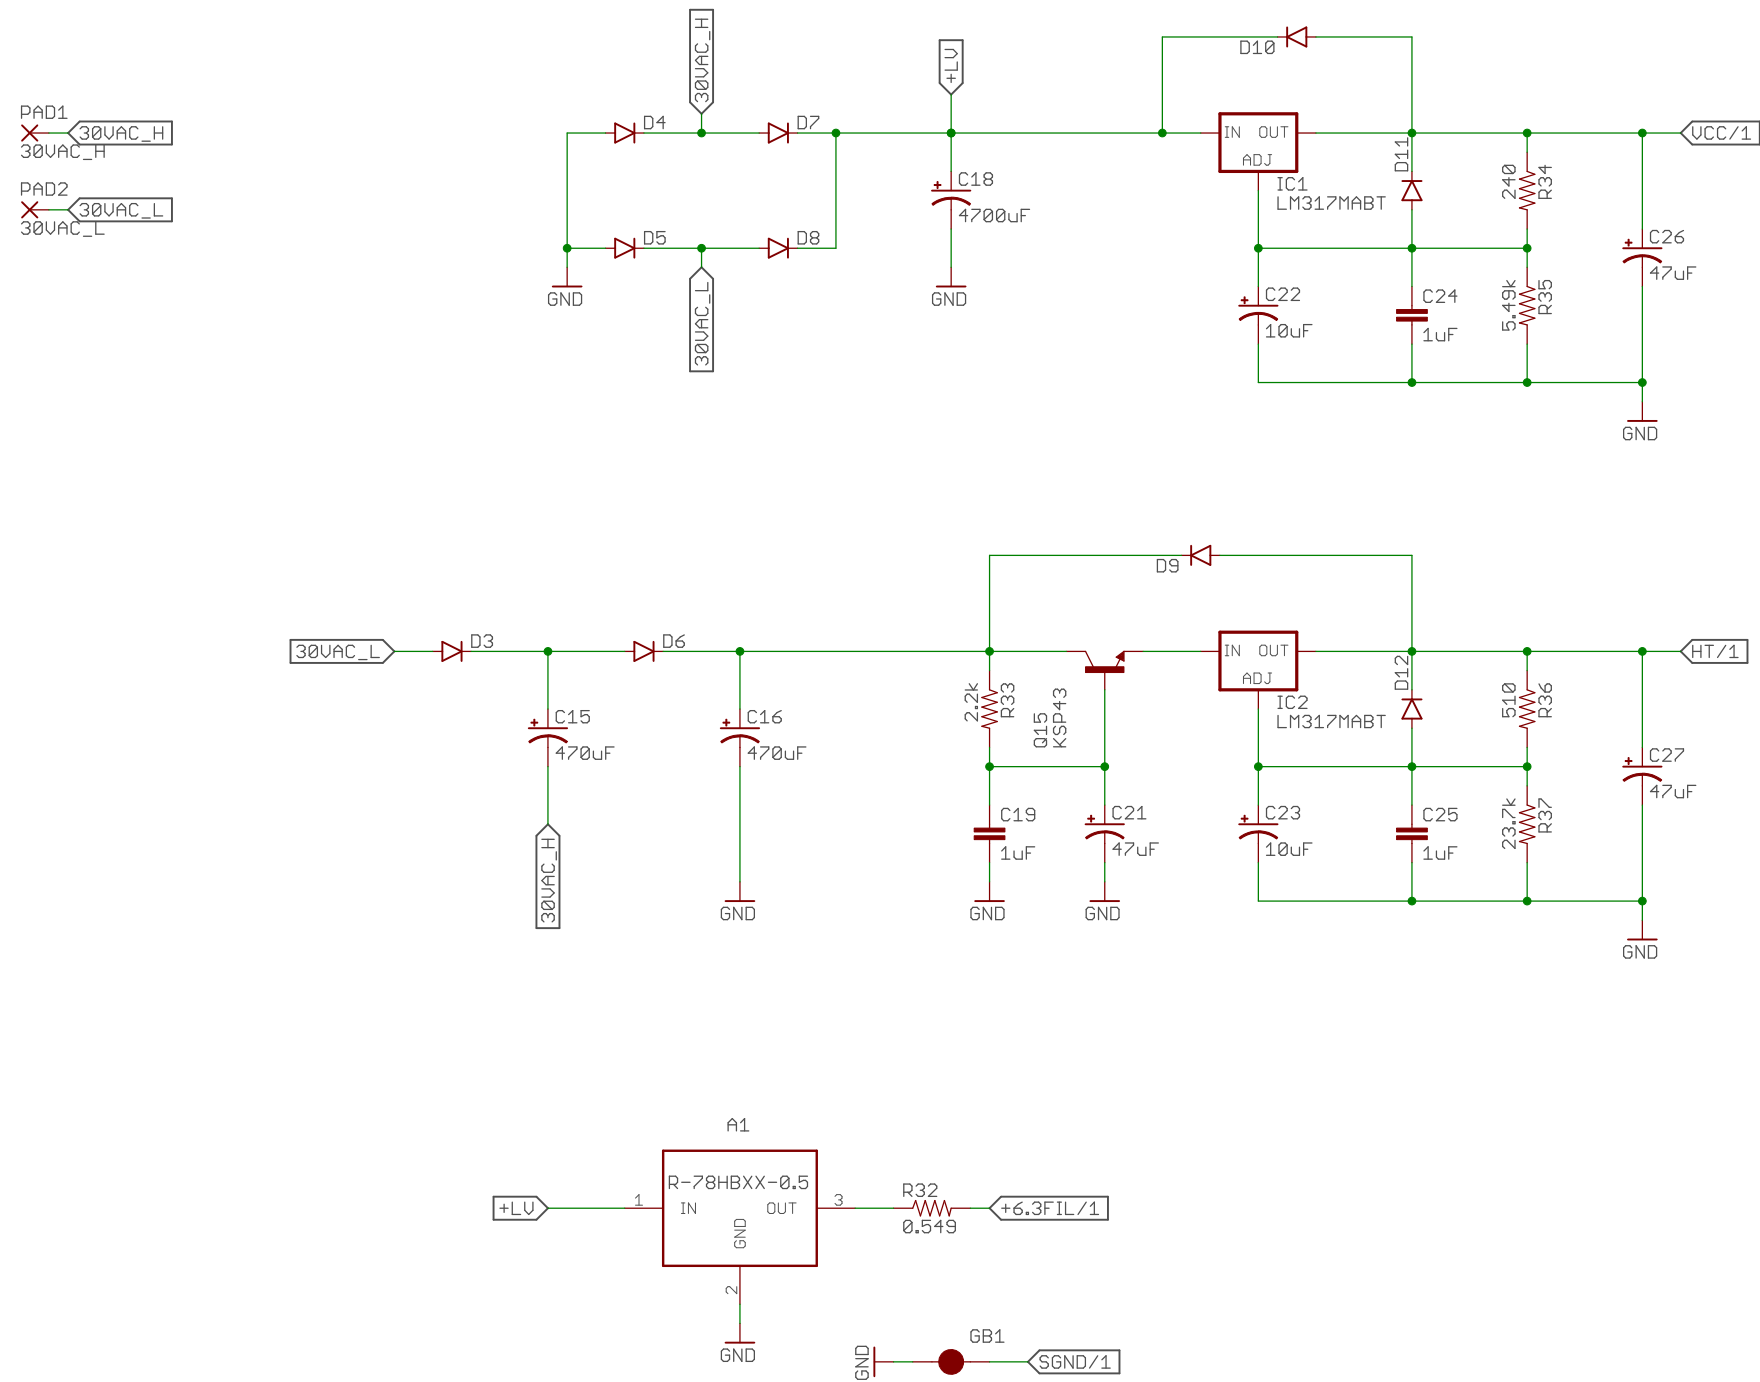 PAD1
30VAC_H
30VAC_H
PAD2
30VAC_L
30VAC_L
30VAC_H
D4
D7
D5
D8
GND
30VAC_L
+LV
C18
4700uF
GND
D10
IN OUT
ADJ
IC1
LM317MABT
D11
240
R34
VCC/1
C22
10uF
C24
1uF
5.49k
R35
C26
47uF
GND
30VAC_L
D3
D6
C15
470uF
30VAC_H
C16
470uF
GND
D9
2.2k
R33
Q15
KSP43
C19
1uF
GND
C21
47uF
GND
IN OUT
ADJ
IC2
LM317MABT
D12
510
R36
HT/1
C23
10uF
C25
1uF
23.7k
R37
C27
47uF
GND
A1
R-78HBXX-0.5
+LV
1
IN
OUT
3
GND
2
GND
R32
0.549
+6.3FIL/1
GND
GB1
SGND/1